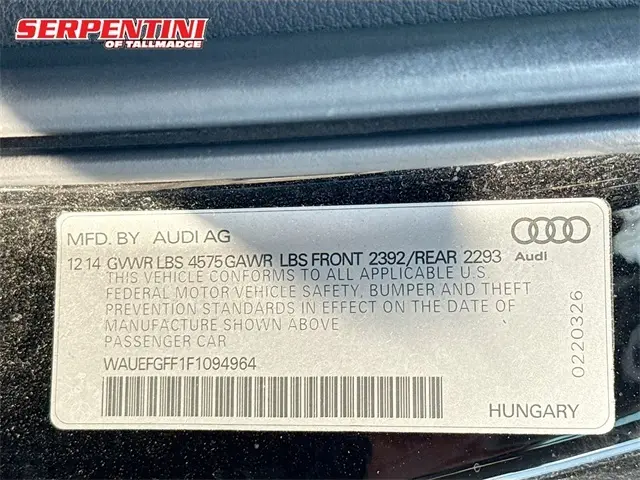 SERPENTINI
OF TALLMADGE
MFD. BY AUDI AG
1214 GVWR LBS 4575 GAWR LBS FRONT 2392/REAR 2293 Audi
THIS VEHICLE CONFORMS TO ALL APPLICABLE U.S.
FEDERAL MOTOR VEHICLE SAFETY, BUMPER AND THEFT
PREVENTION STANDARDS IN EFFECT ON THE DATE OF
MANUFACTURE SHOWN ABOVE
PASSENGER CAR
WAUEFGFF1F1094964
0220326
HUNGARY